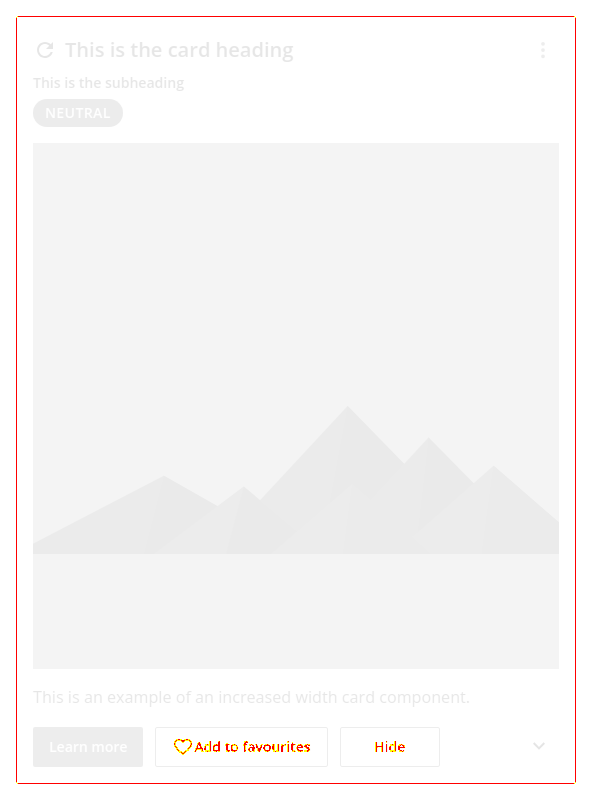 This is the card heading
This is the subheading
NEUTRAL
This is an example of an increased width card component.
Learn more
Add to favourites
Hide